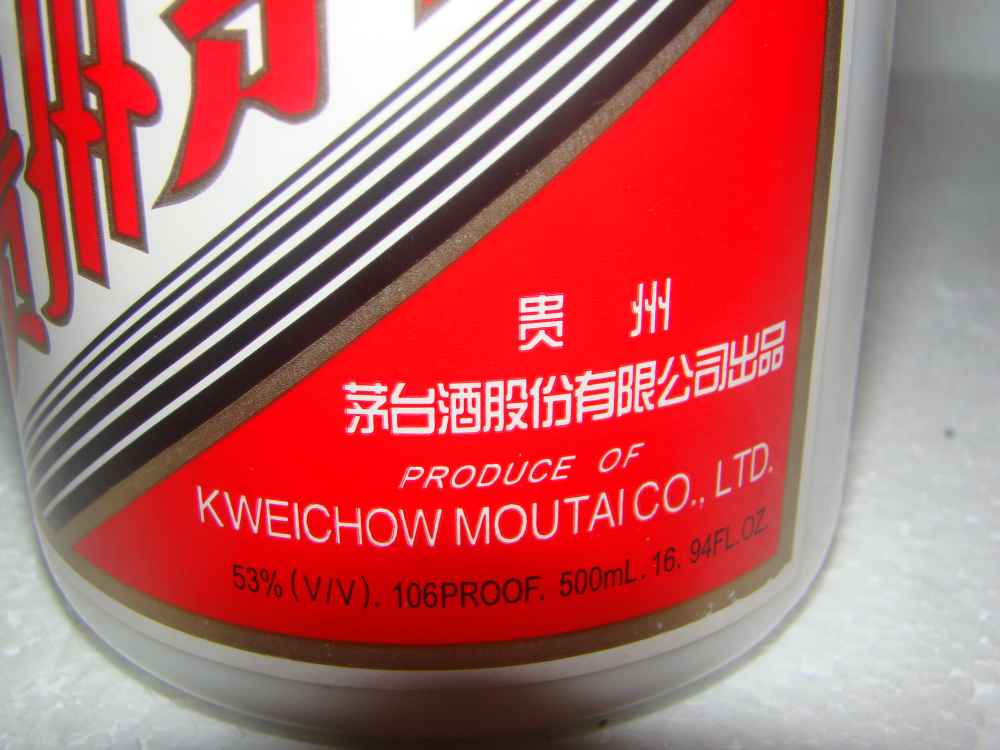 贵 州
茅台酒股份有限公司出品
PRODUCE OF
KWEICHOW MOUTAI CO., LTD.
53% (V/V). 106PROOF. 500mL. 16. 94FL.OZ.